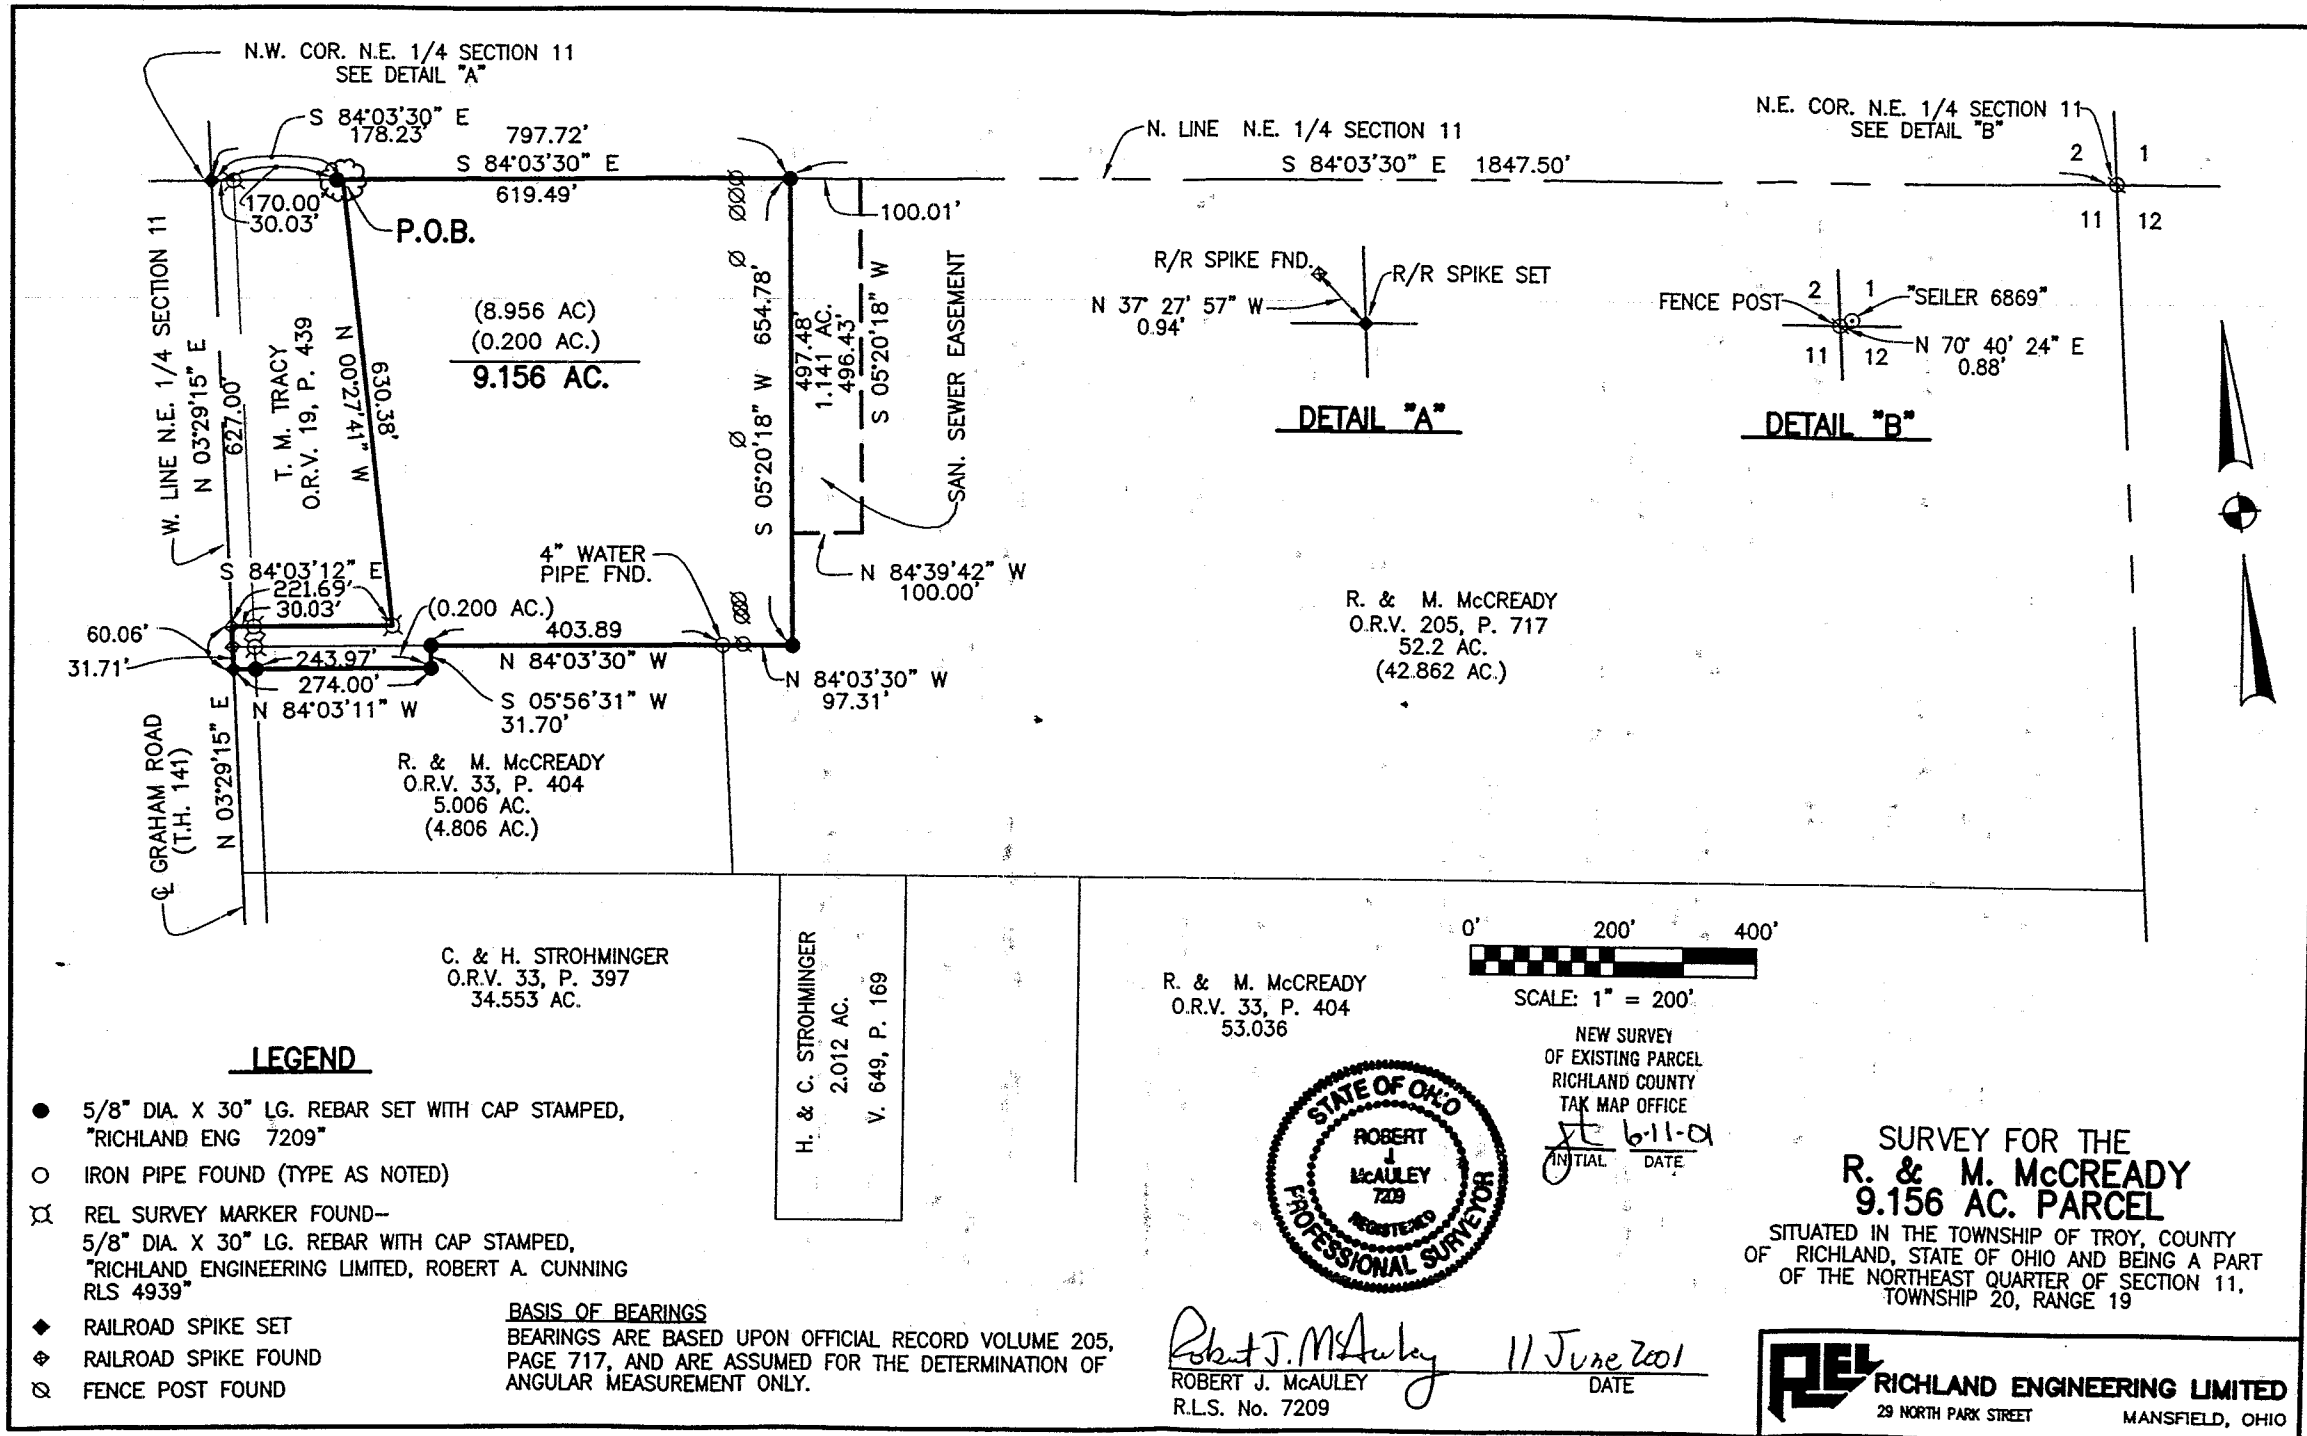 N.W. COR. N.E. 1/4 SECTION 11
SEE DETAIL "A"
S 84°03'30" E
178.23'
797.72'
S 84°03'30" E
619.49'
170.00'
30.03'
P.O.B.
N. LINE N.E. 1/4 SECTION 11
S 84°03'30" E 1847.50'
N.E. COR. N.E. 1/4 SECTION 11
SEE DETAIL "B"
2 1
11 12
100.01'
W. LINE N.E. 1/4 SECTION 11
N 03°29'15" E
627.00'
T. M. TRACY
O.R.V. 19, P. 439
N 00°27'41" W
630.38'
(8.956 AC)
(0.200 AC.)
9.156 AC.
S 05°20'18" W 654.78'
497.48'
1.141 AC.
496.43'
S 05°20'18" W
SAN. SEWER EASEMENT
R/R SPIKE FND.
R/R SPIKE SET
N 37° 27' 57" W
0.94'
DETAIL "A"
FENCE POST
2 1
"SEILER 6869"
11 12
N 70° 40' 24" E
0.88'
DETAIL "B"
S 84°03'12" E
221.69'
30.03'
(0.200 AC.)
4" WATER
PIPE FND.
403.89
N 84°03'30" W
N 84°39'42" W
100.00'
60.06'
31.71'
243.97'
274.00'
N 84°03'11" W
S 05°56'31" W
31.70'
N 84°03'30" W
97.31'
R. & M. McCREADY
O.R.V. 205, P. 717
52.2 AC.
(42.862 AC.)
℄ GRAHAM ROAD
(T.H. 141)
N 03°29'15" E
R. & M. McCREADY
O.R.V. 33, P. 404
5.006 AC.
(4.806 AC.)
C. & H. STROHMINGER
O.R.V. 33, P. 397
34.553 AC.
H. & C. STROHMINGER
2.012 AC.
V. 649, P. 169
R. & M. McCREADY
O.R.V. 33, P. 404
53.036
0' 200' 400'
SCALE: 1" = 200'
NEW SURVEY
OF EXISTING PARCEL
RICHLAND COUNTY
TAX MAP OFFICE
6-11-01
INITIAL DATE
STATE OF OHIO
ROBERT
J
McAULEY
7209
REGISTERED
PROFESSIONAL SURVEYOR
LEGEND
5/8" DIA. X 30" LG. REBAR SET WITH CAP STAMPED,
"RICHLAND ENG 7209"
IRON PIPE FOUND (TYPE AS NOTED)
REL SURVEY MARKER FOUND–
5/8" DIA. X 30" LG. REBAR WITH CAP STAMPED,
"RICHLAND ENGINEERING LIMITED, ROBERT A. CUNNING
RLS 4939"
RAILROAD SPIKE SET
RAILROAD SPIKE FOUND
FENCE POST FOUND
BASIS OF BEARINGS
BEARINGS ARE BASED UPON OFFICIAL RECORD VOLUME 205,
PAGE 717, AND ARE ASSUMED FOR THE DETERMINATION OF
ANGULAR MEASUREMENT ONLY.
Robert J. McAuley 11 June 2001
ROBERT J. McAULEY DATE
R.L.S. No. 7209
SURVEY FOR THE
R. & M. McCREADY
9.156 AC. PARCEL
SITUATED IN THE TOWNSHIP OF TROY, COUNTY
OF RICHLAND, STATE OF OHIO AND BEING A PART
OF THE NORTHEAST QUARTER OF SECTION 11,
TOWNSHIP 20, RANGE 19
REL
RICHLAND ENGINEERING LIMITED
29 NORTH PARK STREET MANSFIELD, OHIO